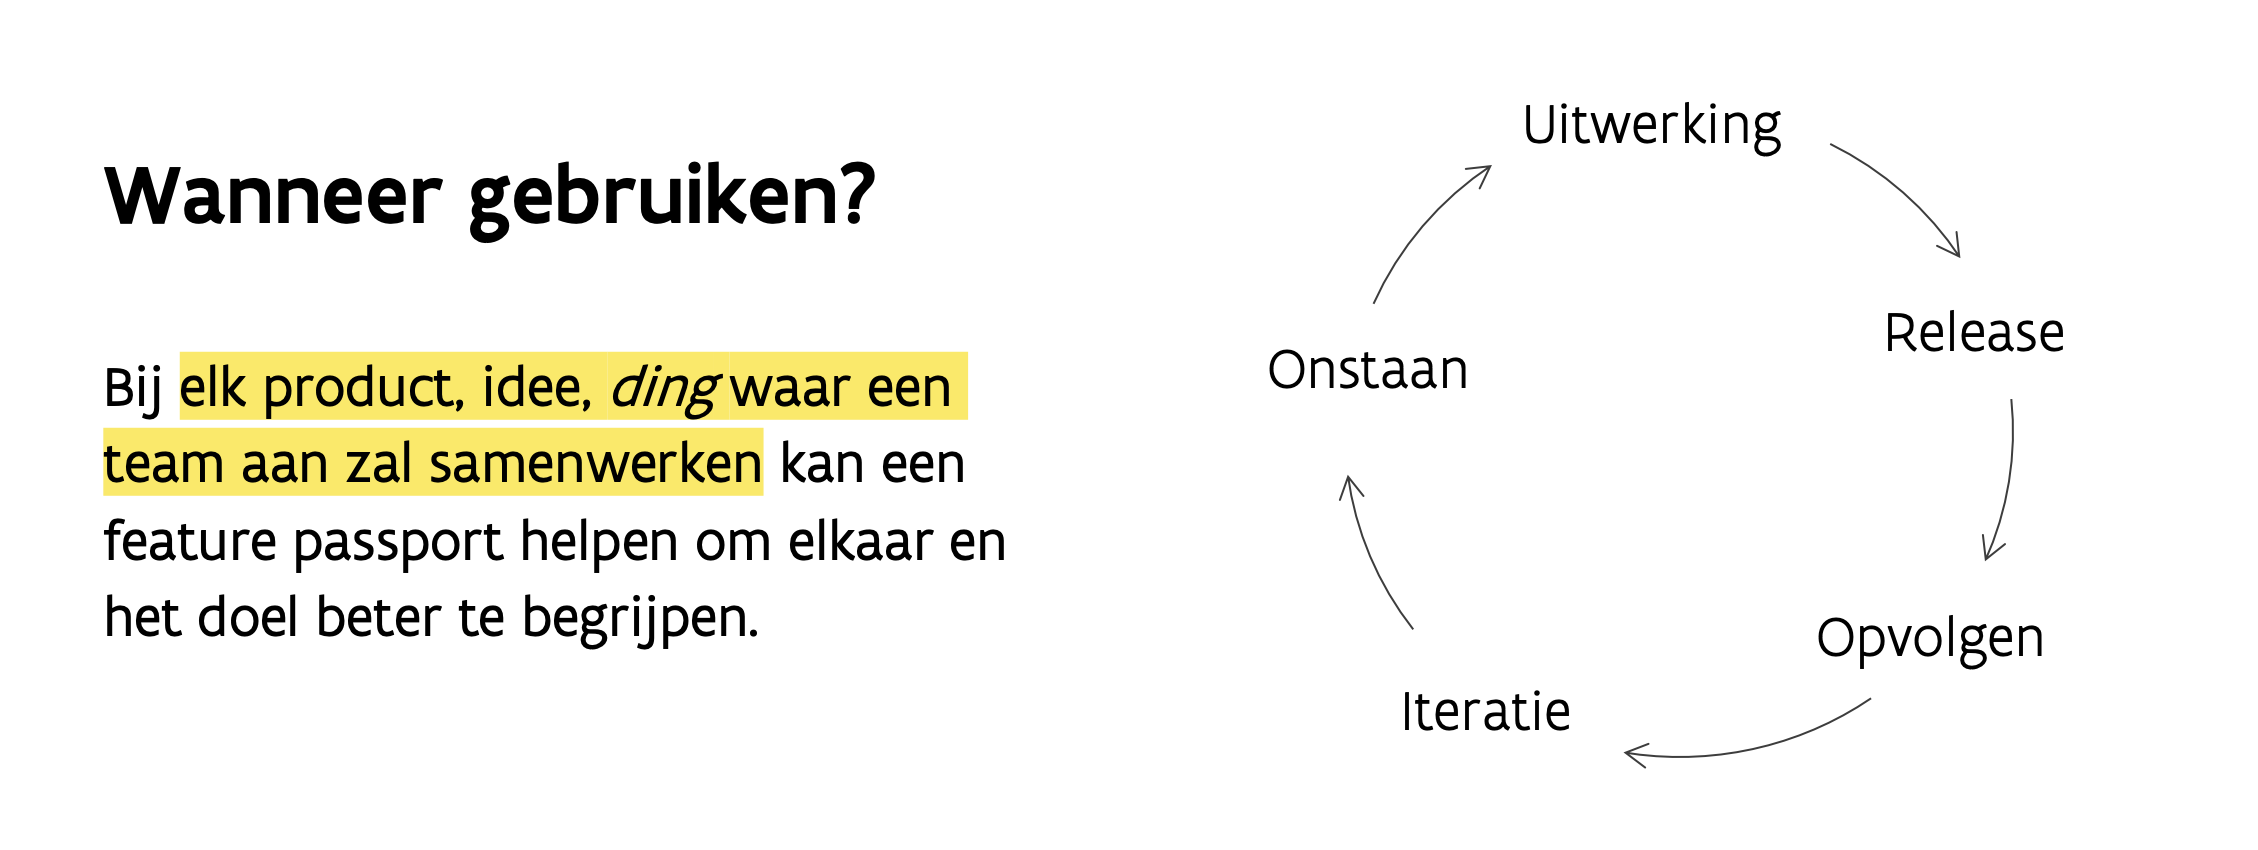 Wanneer gebruiken?
Bij elk product, idee, ding waar een
team aan zal samenwerken kan een
feature passport helpen om elkaar en
het doel beter te begrijpen.
Uitwerking
Release
Onstaan
Opvolgen
Iteratie